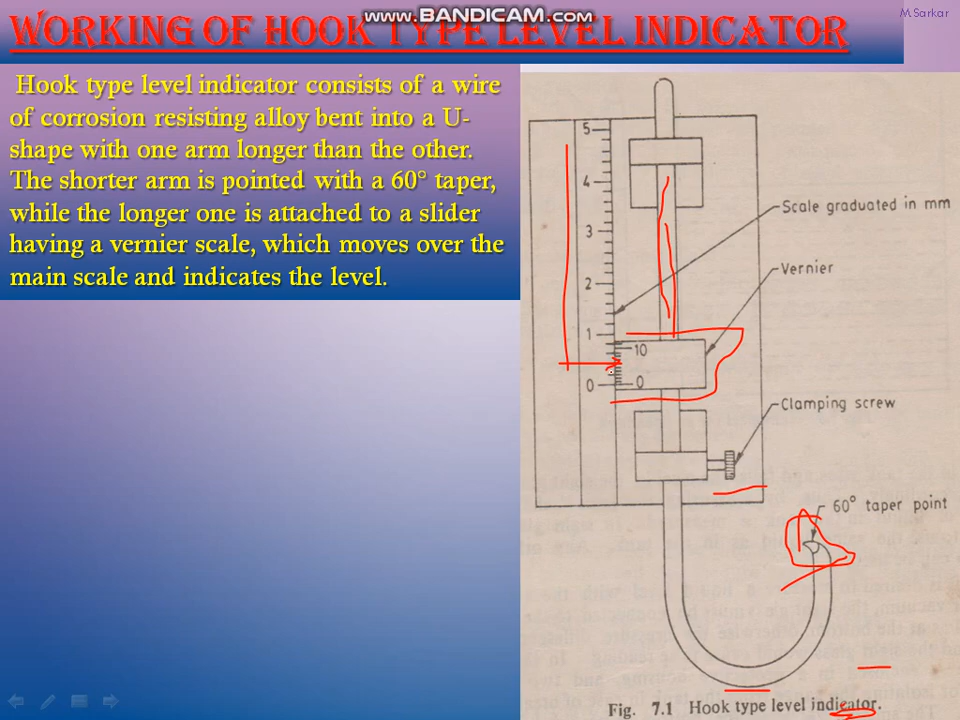 www.BANDICAM.com
M.Sarkar
WORKING OF HOOK TYPE LEVEL INDICATOR
Hook type level indicator consists of a wire
of corrosion resisting alloy bent into a U-
shape with one arm longer than the other.
The shorter arm is pointed with a 60° taper,
while the longer one is attached to a slider
having a vernier scale, which moves over the
main scale and indicates the level.
5
4
3
2
1
0
10
0
Scale graduated in mm
Vernier
Clamping screw
60° taper point
Fig. 7.1 Hook type level indicator.